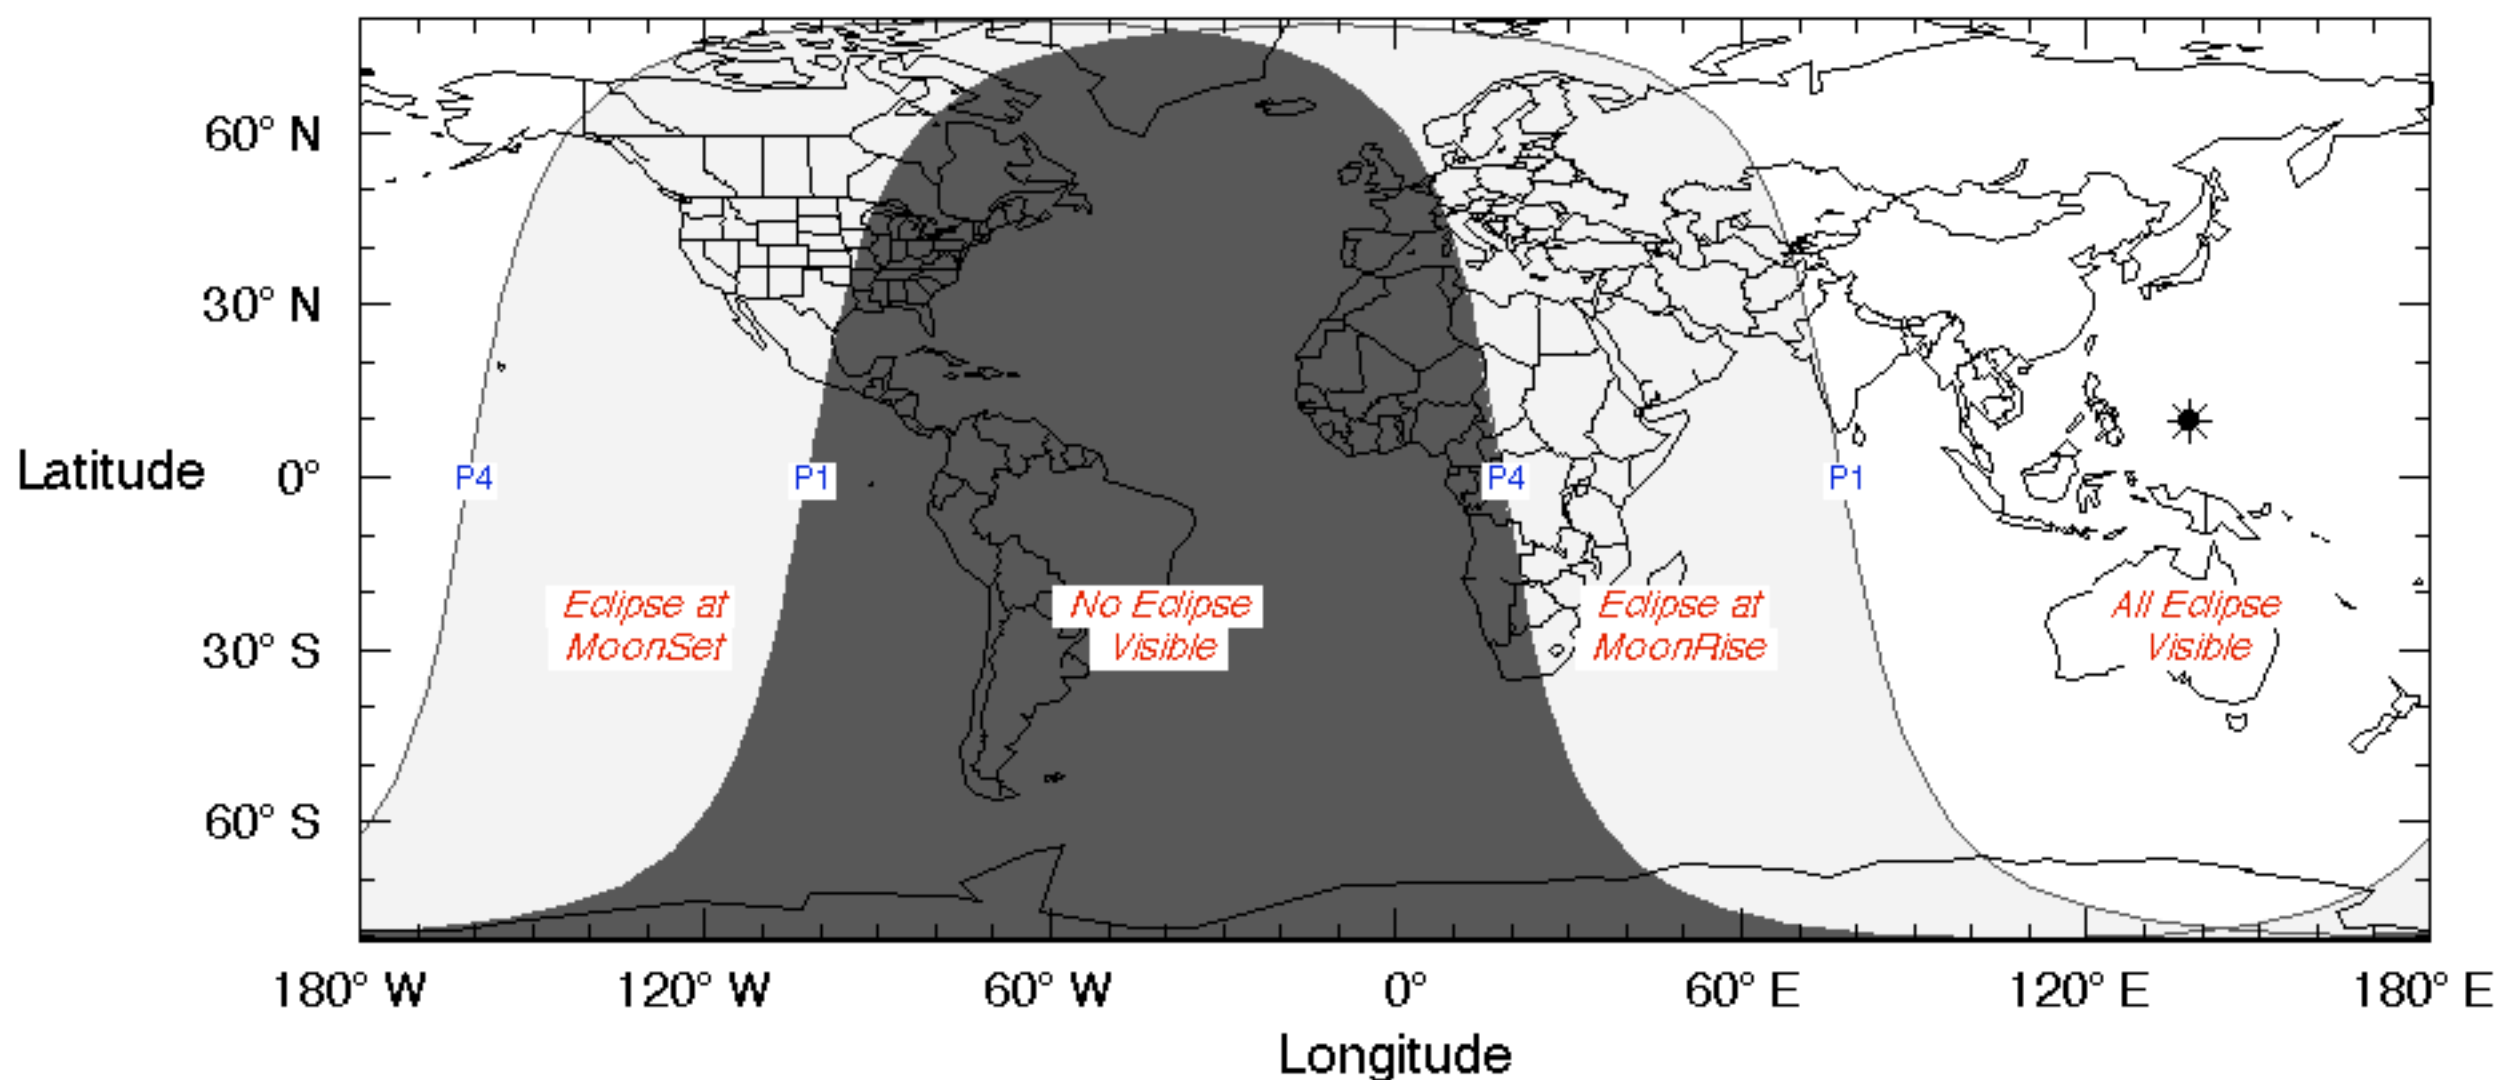 60° N
30° N
Latitude 0°
P4 P1 P4 P1
Eclipse at MoonSet
No Eclipse Visible
Eclipse at MoonRise
All Eclipse Visible
30° S
60° S
180° W 120° W 60° W 0° 60° E 120° E 180° E
Longitude